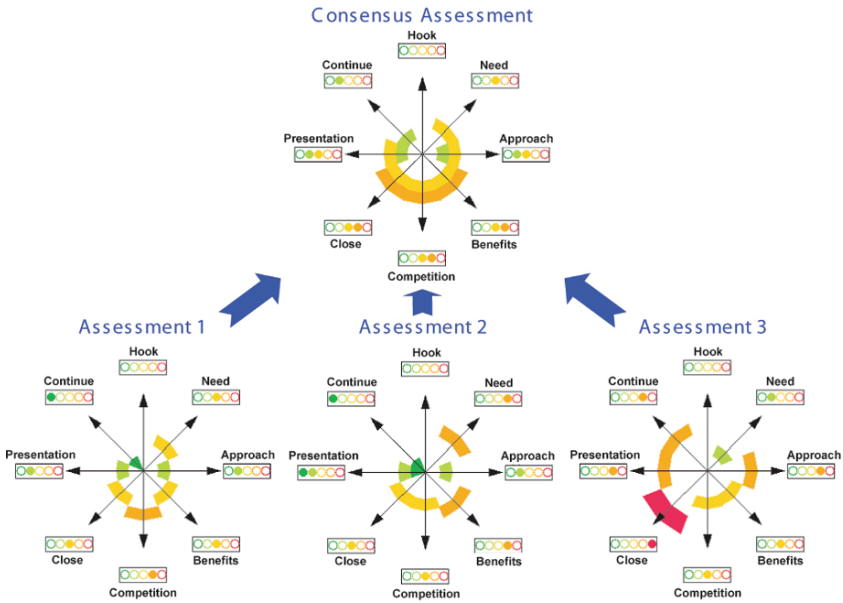 Consensus Assessment
Hook
Continue
Need
Presentation
Approach
Close
Benefits
Competition
Assessment 1
Assessment 2
Assessment 3
Hook
Continue
Need
Presentation
Approach
Close
Benefits
Competition
Hook
Continue
Need
Presentation
Approach
Close
Benefits
Competition
Hook
Continue
Need
Presentation
Approach
Close
Benefits
Competition